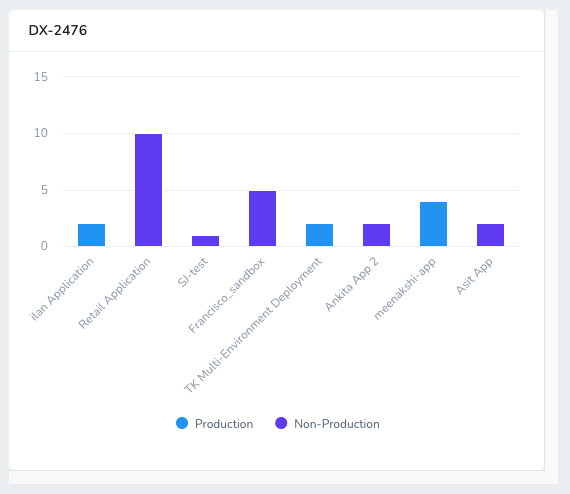 DX-2476
15
10
5
0
ilan Application
Retail Application
SJ-test
Francisco_sandbox
TK Multi-Environment Deployment
Ankita App 2
meenakshi-app
Asit App
Production
Non-Production